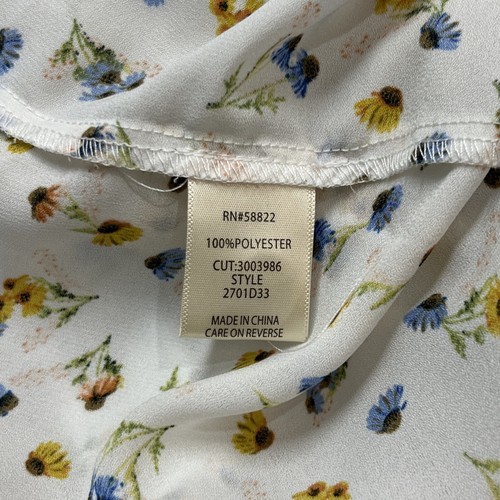 RN#58822
100%POLYESTER
CUT:3003986
STYLE
2701D33
MADE IN CHINA
CARE ON REVERSE